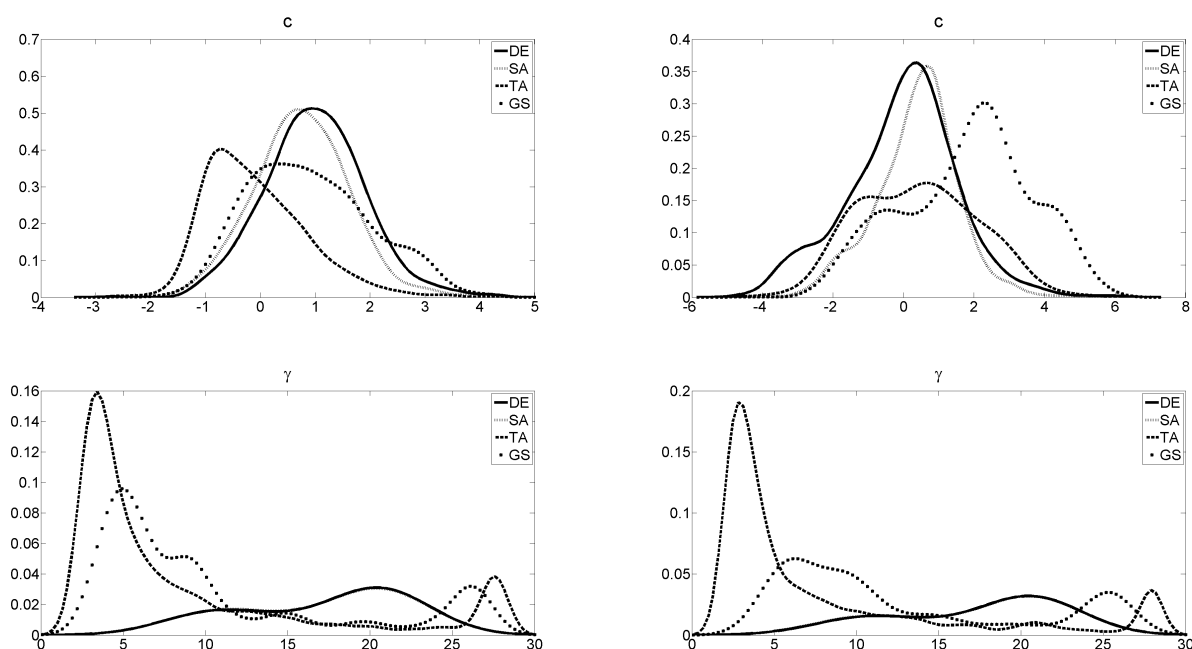 c
0.7
0.6
0.5
0.4
0.3
0.2
0.1
0
-4 -3 -2 -1 0 1 2 3 4 5
DE
SA
TA
GS
c
0.4
0.35
0.3
0.25
0.2
0.15
0.1
0.05
0
-6 -4 -2 0 2 4 6 8
DE
SA
TA
GS
γ
0.16
0.14
0.12
0.1
0.08
0.06
0.04
0.02
0
0 5 10 15 20 25 30
DE
SA
TA
GS
γ
0.2
0.15
0.1
0.05
0
0 5 10 15 20 25 30
DE
SA
TA
GS